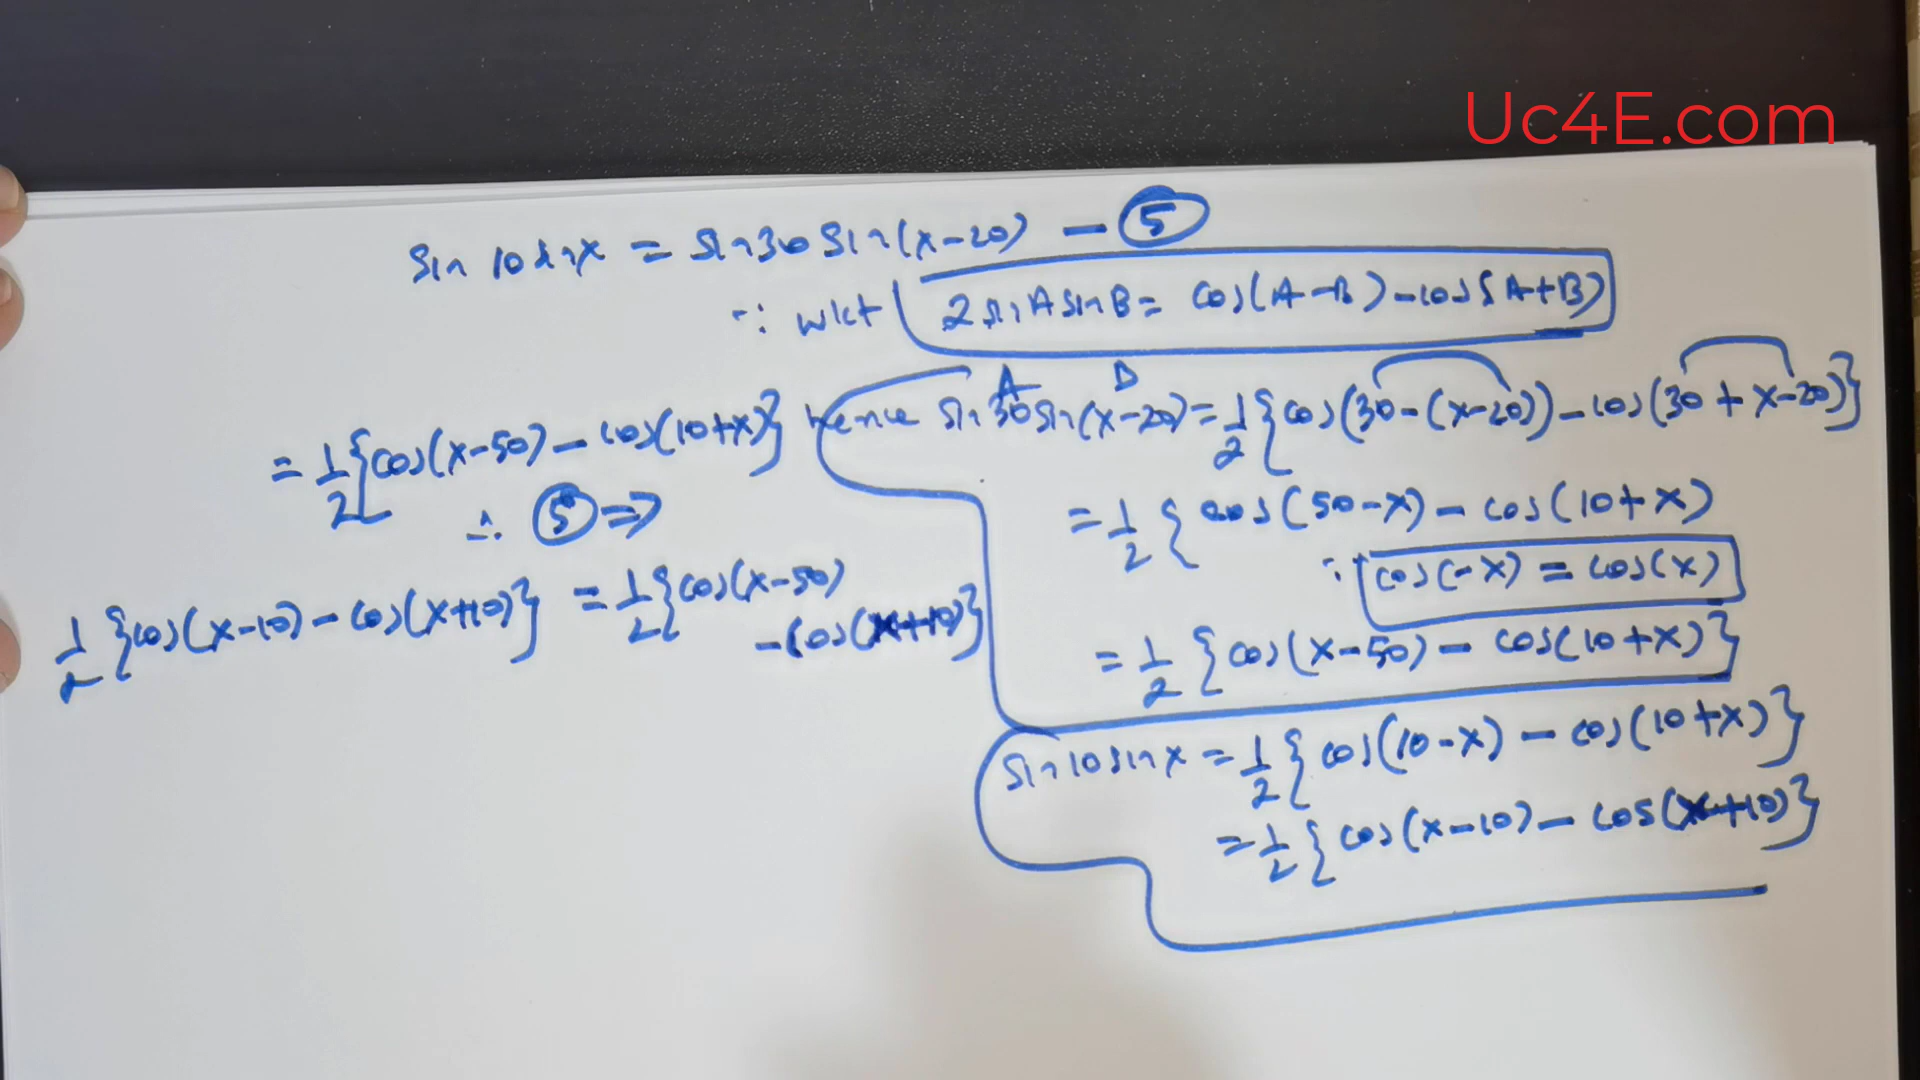 Uc4E.com
sin 10 sin x = sin 30 sin(x-20) - 5
∵ wkt 2 sin A sin B = cos(A-B) - cos(A+B)
A B
hence sin 30 sin(x-20) = 1/2 {cos(30-(x-20)) - cos(30+x-20)}
= 1/2 { cos(50-x) - cos(10+x)
∵ cos(-x) = cos(x)
= 1/2 {cos(x-50) - cos(10+x)}
sin 10 sin x = 1/2 { cos(10-x) - cos(10+x)}
= 1/2 { cos(x-10) - cos(x+10)}
= 1/2 {cos(x-50) - cos(10+x)}
∴ 5 ⇒
1/2 {cos(x-10) - cos(x+10)} = 1/2 {cos(x-50)
- cos(x+10)}